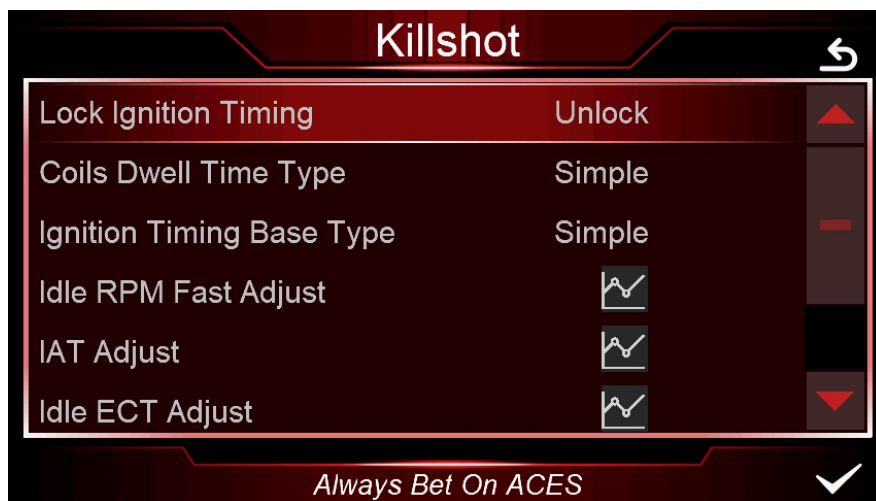 Killshot
Lock Ignition Timing Unlock
Coils Dwell Time Type Simple
Ignition Timing Base Type Simple
Idle RPM Fast Adjust
IAT Adjust
Idle ECT Adjust
Always Bet On ACES